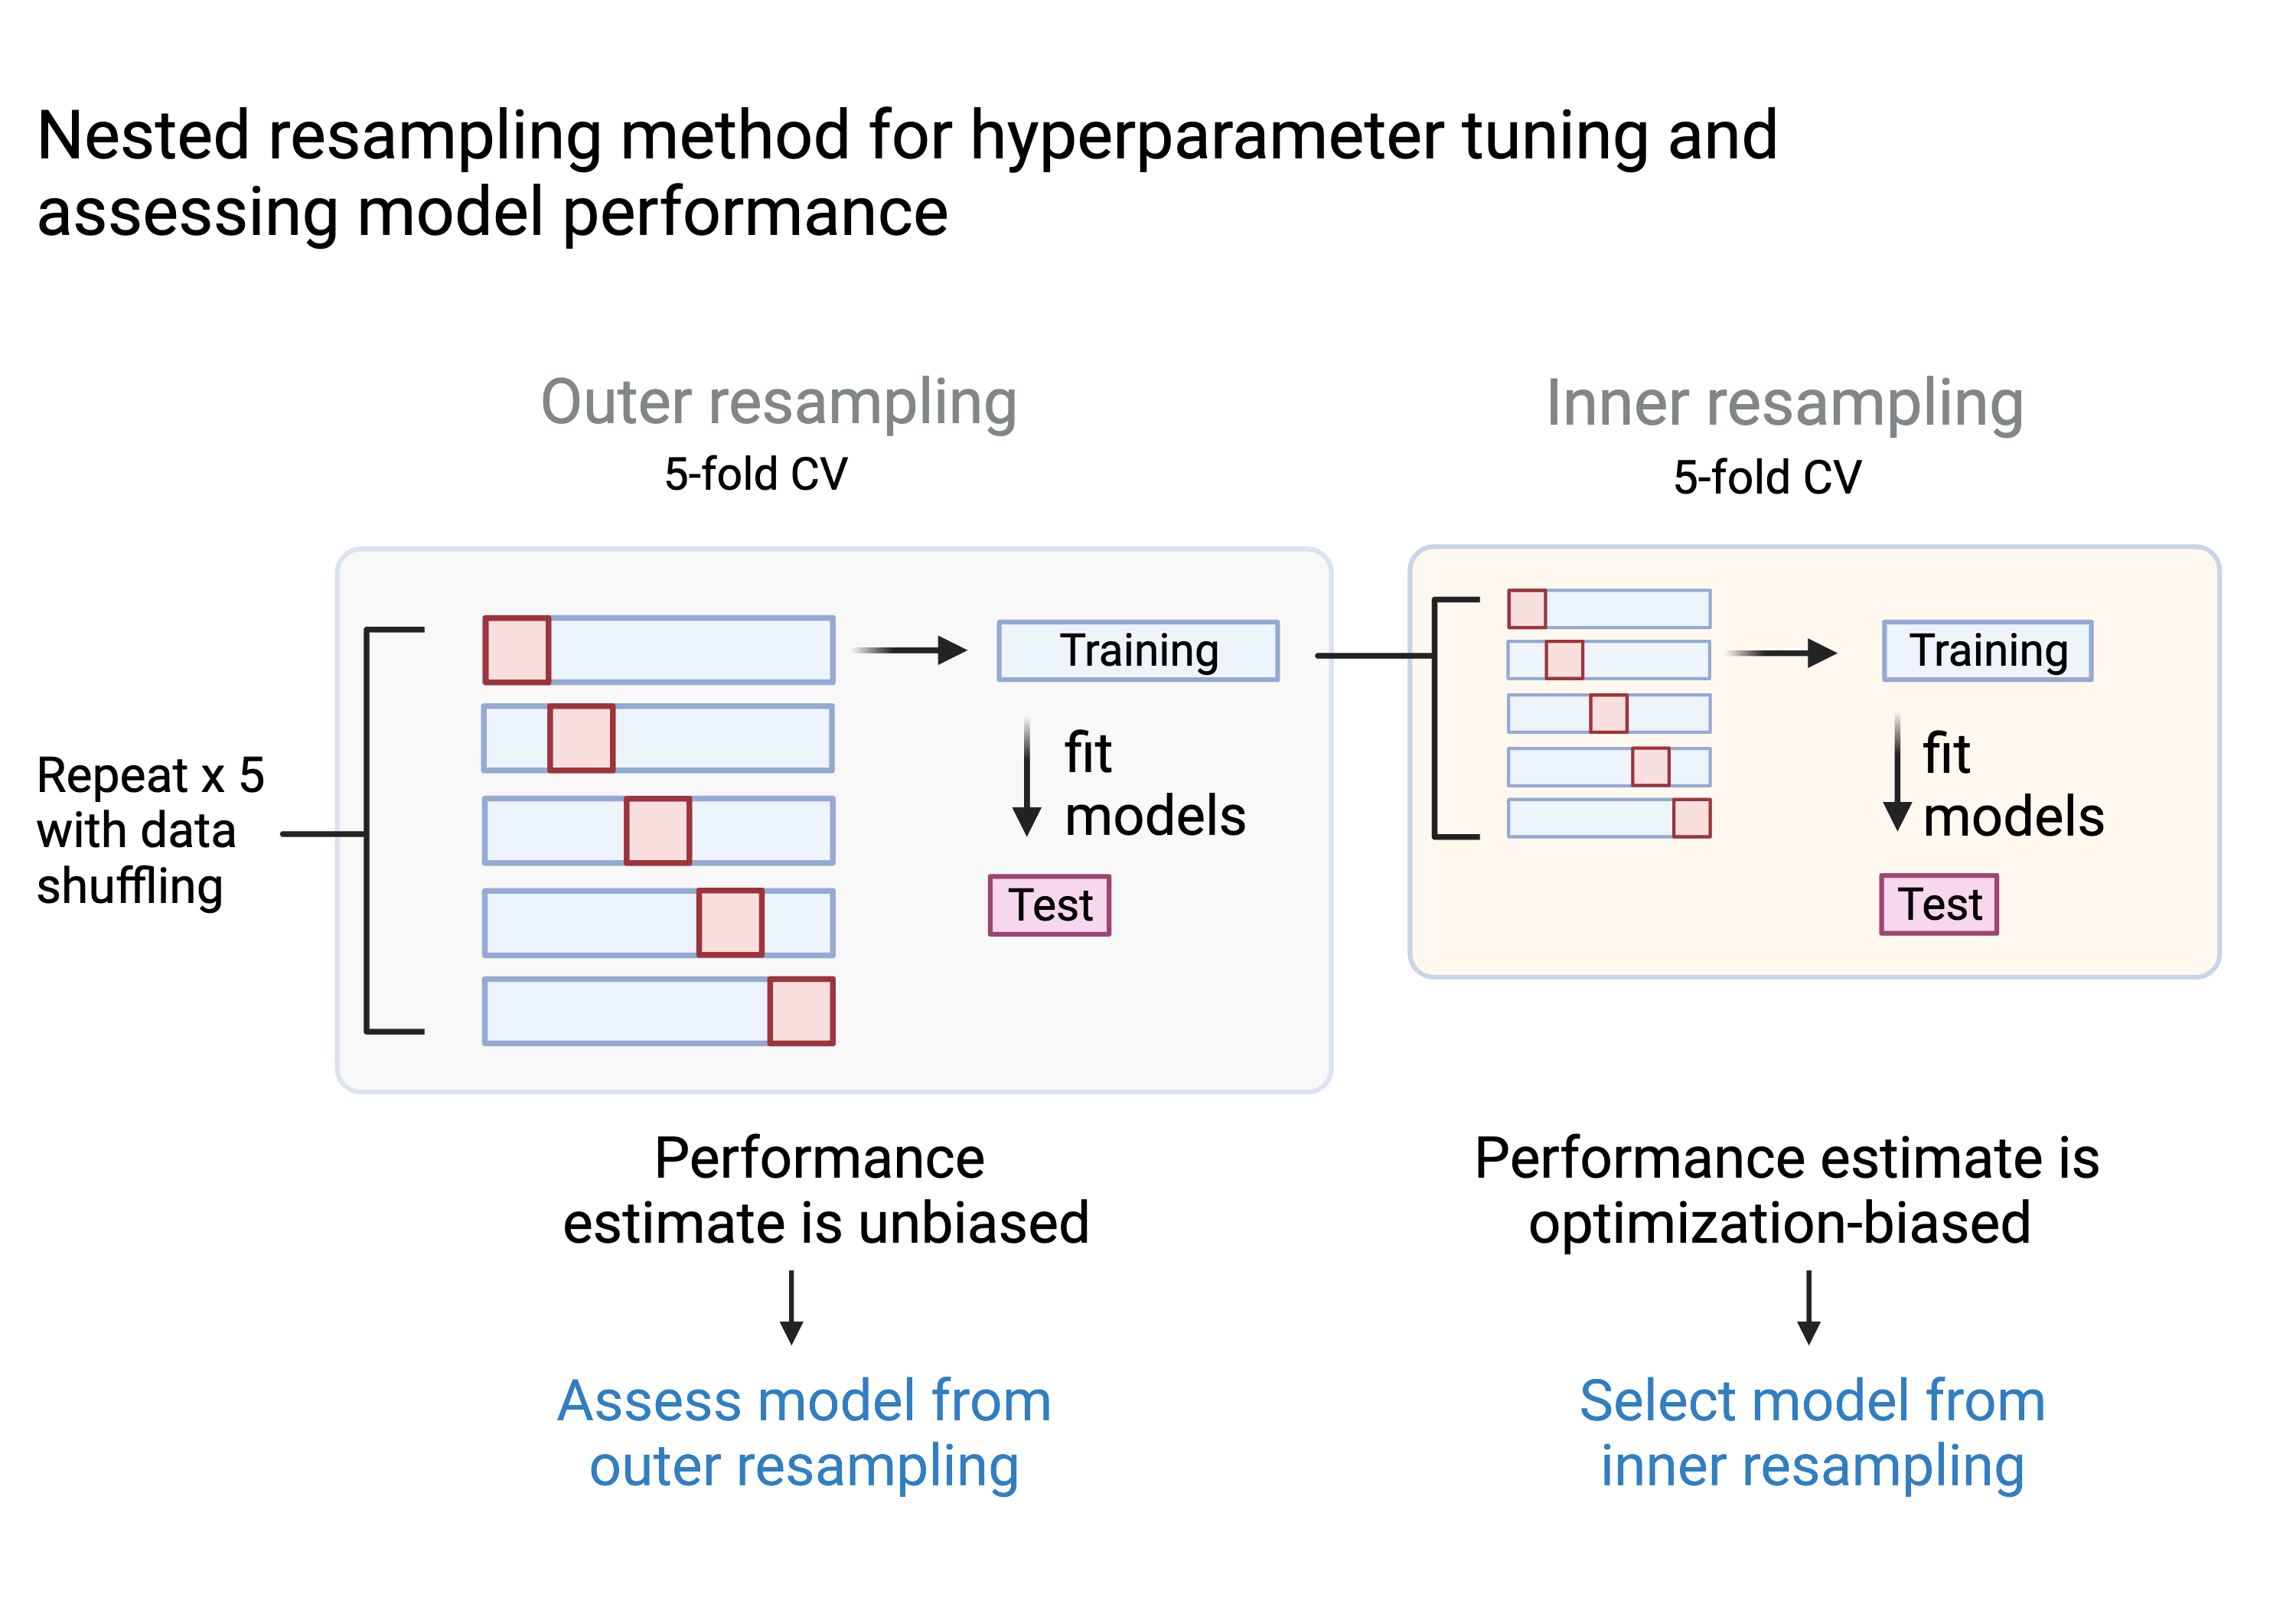 Nested resampling method for hyperparameter tuning and
assessing model performance
Outer resampling
5-fold CV
Inner resampling
5-fold CV
Repeat x 5
with data
shuffling
Training
fit
models
Test
Training
fit
models
Test
Performance
estimate is unbiased
Assess model from
outer resampling
Performance estimate is
optimization-biased
Select model from
inner resampling